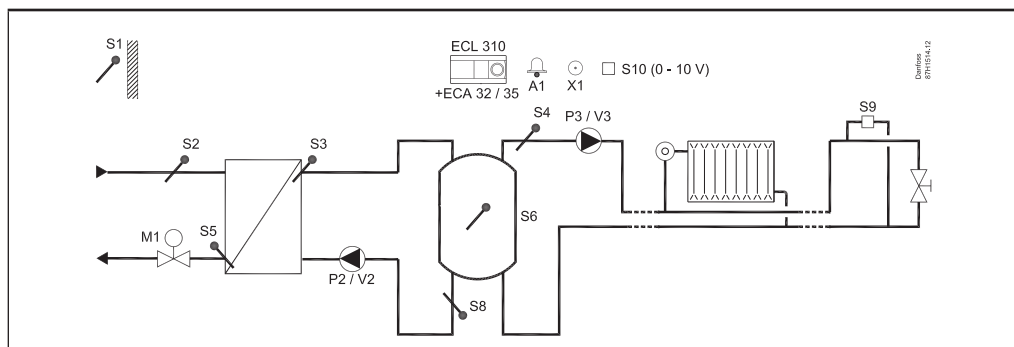 S1
ECL 310
+ECA 32 / 35
A1
X1
S10 (0 - 10 V)
Danfoss
87H1514.12
S2
S3
S4
P3 / V3
S9
S6
M1
S5
P2 / V2
S8